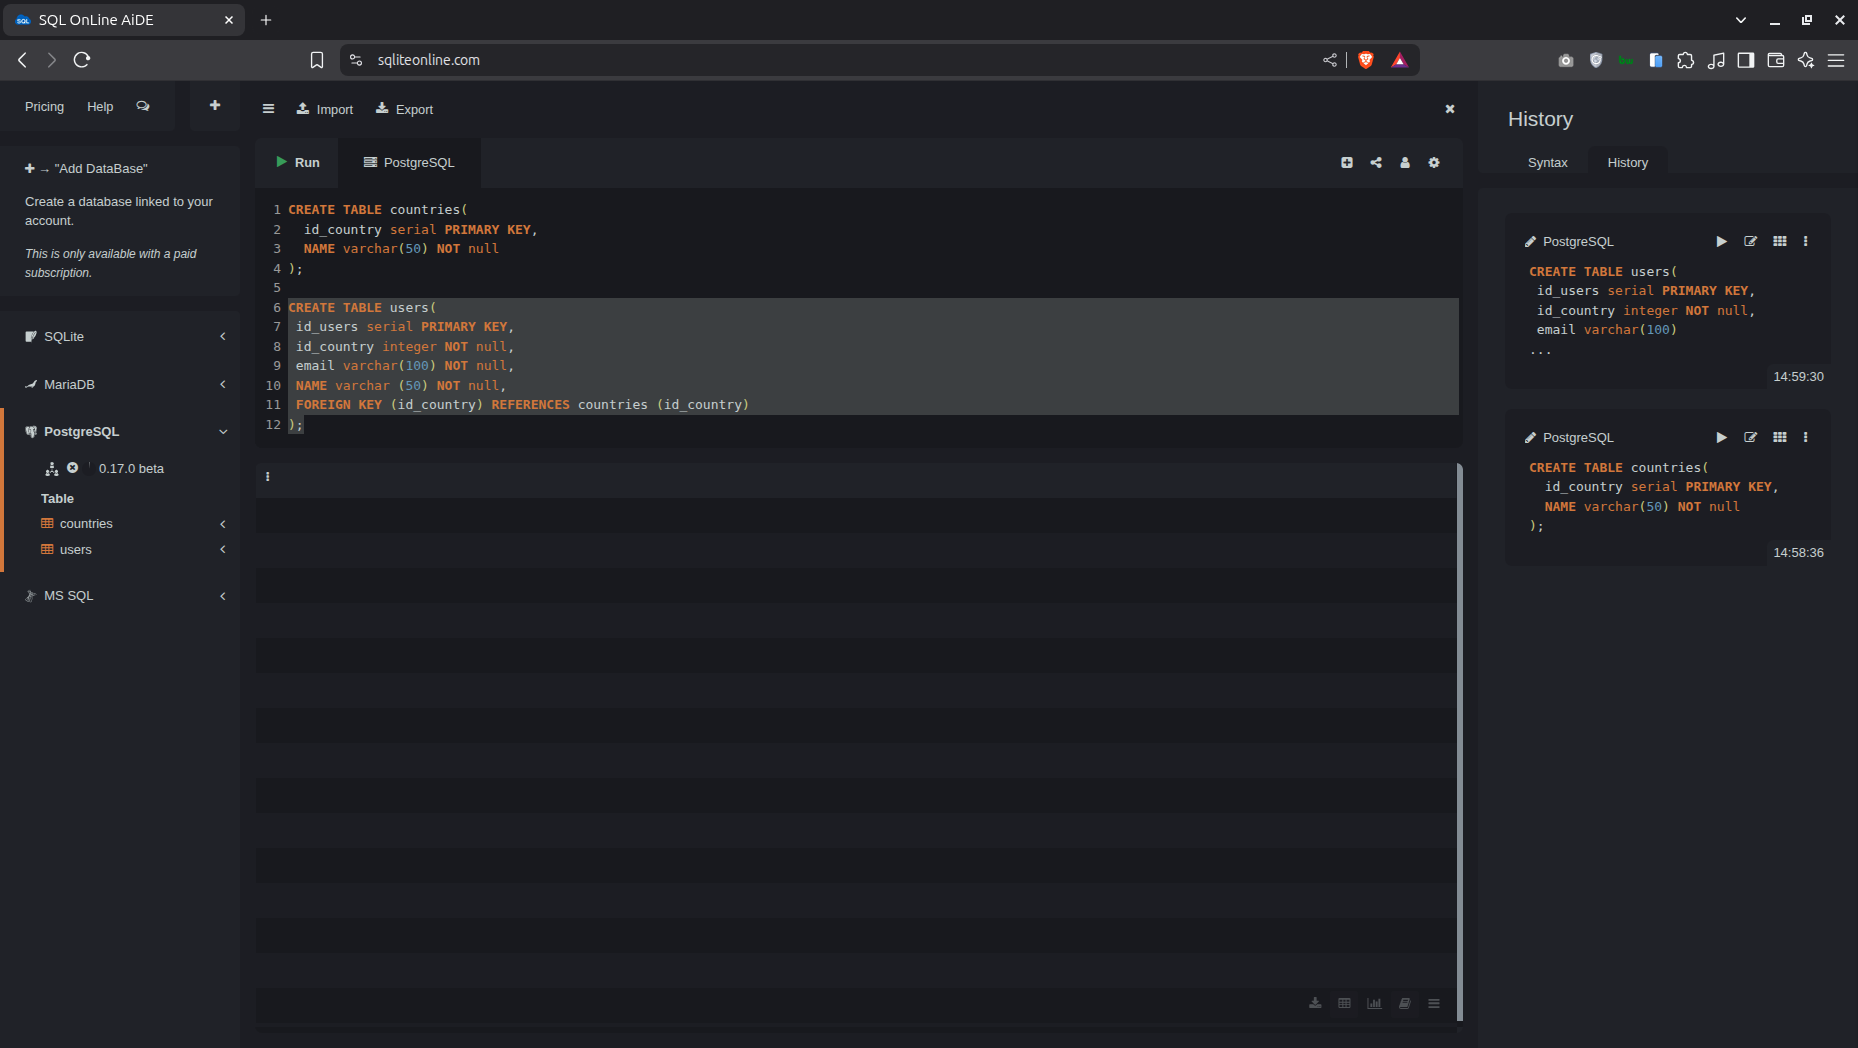 SQL OnLine AiDE
sqliteonline.com
Pricing
Help
Import
Export
→ "Add DataBase"
Create a database linked to your
account.
This is only available with a paid
subscription.
SQLite
MariaDB
PostgreSQL
0.17.0 beta
Table
countries
users
MS SQL
Run
PostgreSQL
1 CREATE TABLE countries(
2 id_country serial PRIMARY KEY,
3 NAME varchar(50) NOT null
4 );
5
6 CREATE TABLE users(
7 id_users serial PRIMARY KEY,
8 id_country integer NOT null,
9 email varchar(100) NOT null,
10 NAME varchar (50) NOT null,
11 FOREIGN KEY (id_country) REFERENCES countries (id_country)
12 );
History
Syntax
History
PostgreSQL
CREATE TABLE users(
id_users serial PRIMARY KEY,
id_country integer NOT null,
email varchar(100)
...
14:59:30
PostgreSQL
CREATE TABLE countries(
id_country serial PRIMARY KEY,
NAME varchar(50) NOT null
);
14:58:36